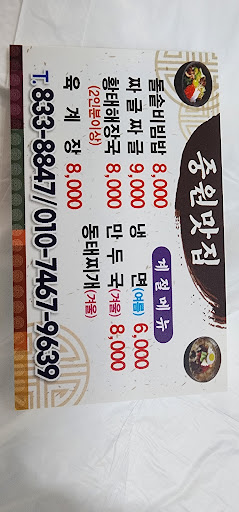 중원맛집
돌솥비빔밥 8,000
짜글짜글 9,000
황태해장국 8,000
(2인분이상)
육 개 장 8,000
계절메뉴
냉 면(여름) 6,000
만 두 국(겨울) 8,000
동태찌개(겨울)
T.833-8847//010-7467-9639